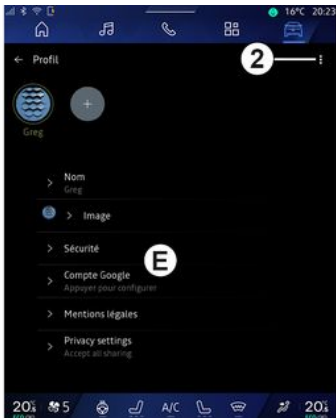 16°C 20:23
← Profil
2
+
Greg
Nom
Greg
Image
Sécurité
E
Compte Google
Appuyer pour configurer
Mentions légales
Privacy settings
Accept all sharing
20 5 A/C 20